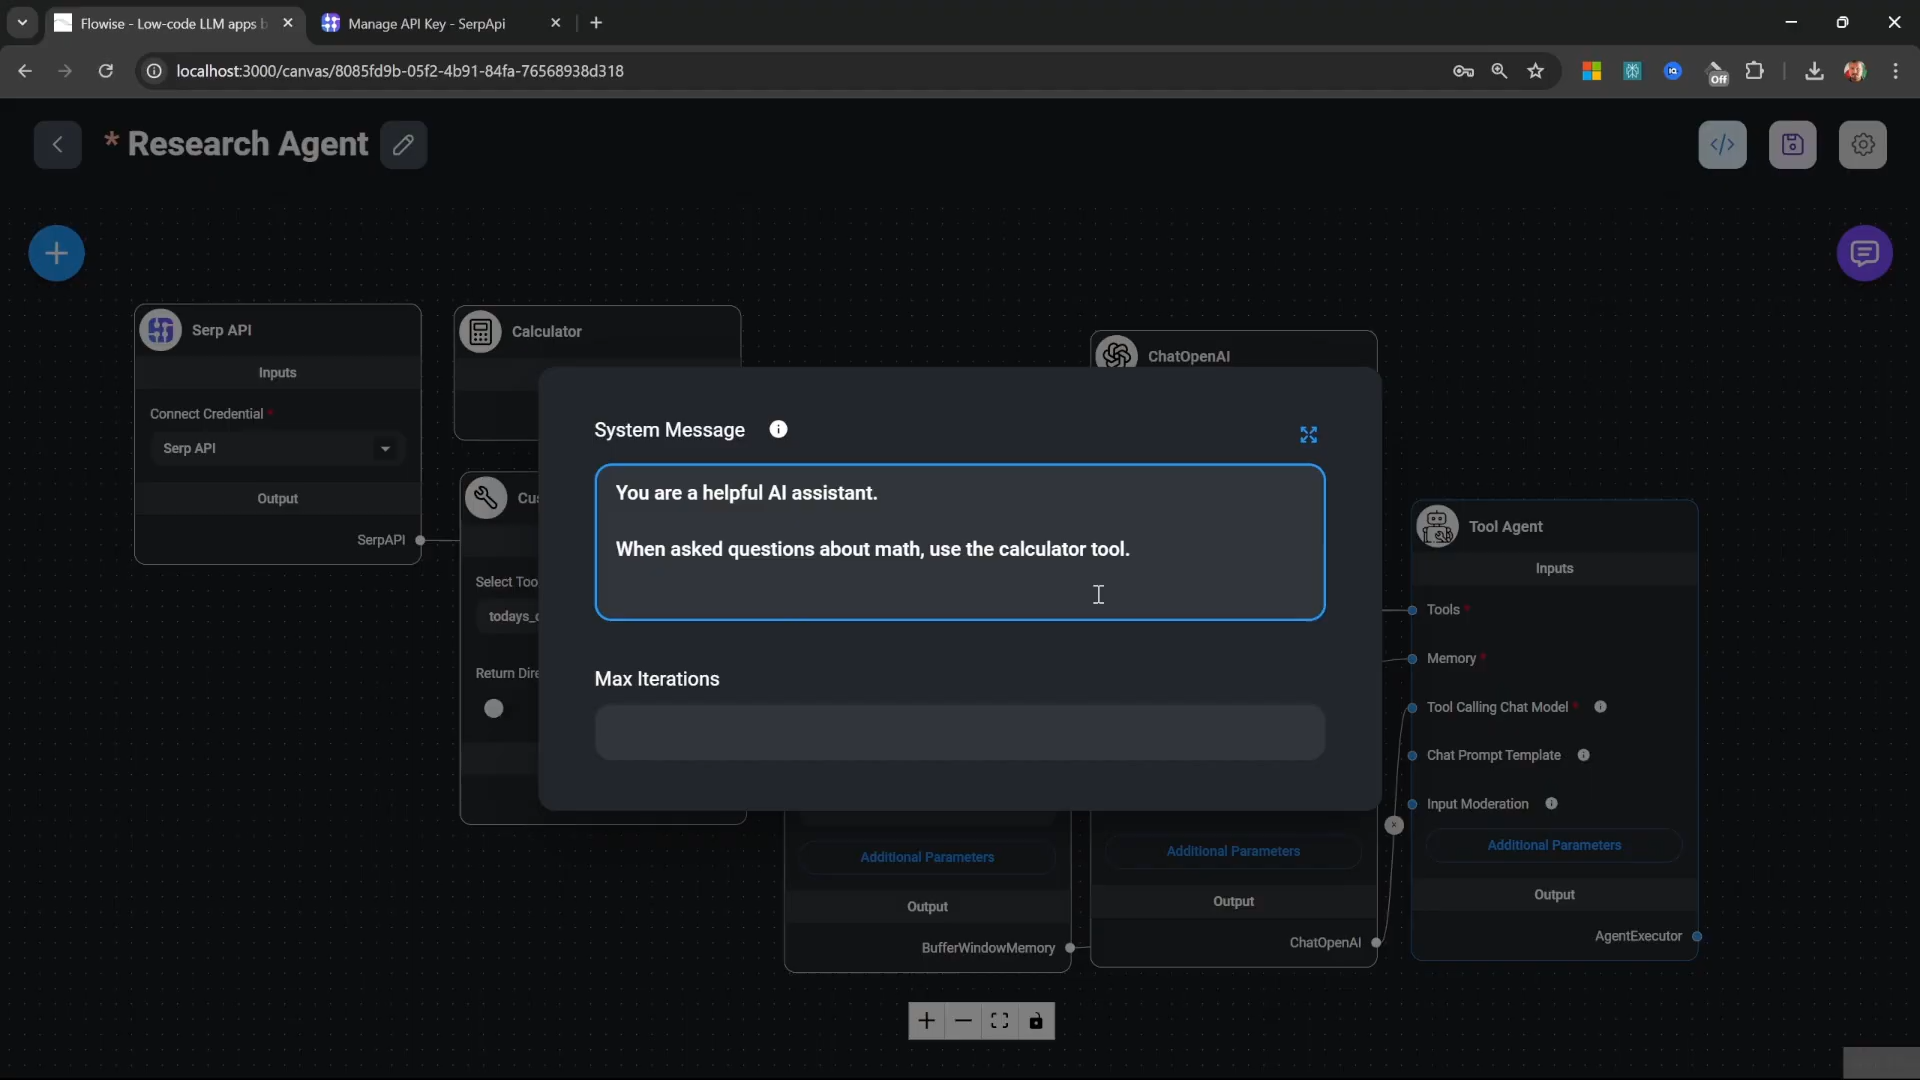 Flowise - Low-code LLM apps b
Manage API Key - SerpApi
localhost:3000/canvas/8085fd9b-05f2-4b91-84fa-76568938d318
Off
* Research Agent
Serp API
Inputs
Connect Credential *
Serp API
Output
SerpAPI
Calculator
Select Too
todays_
Return Dire
System Message
You are a helpful AI assistant.
When asked questions about math, use the calculator tool.
Max Iterations
Additional Parameters
Output
BufferWindowMemory
ChatOpenAI
Additional Parameters
Output
ChatOpenAI
Tool Agent
Inputs
Tools *
Memory *
Tool Calling Chat Model *
Chat Prompt Template
Input Moderation
Additional Parameters
Output
AgentExecutor